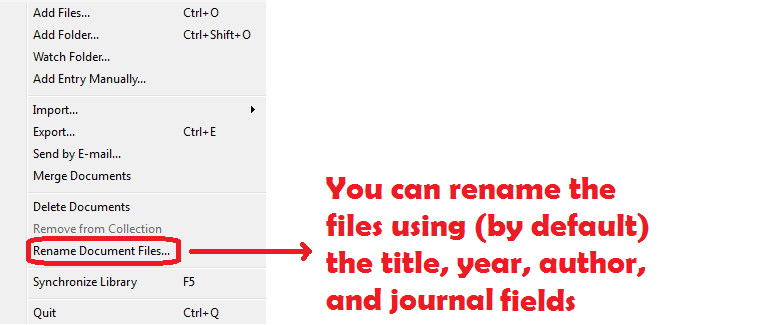 Add Files... Ctrl+O
Add Folder... Ctrl+Shift+O
Watch Folder...
Add Entry Manually...
Import...
Export... Ctrl+E
Send by E-mail...
Merge Documents
Delete Documents
Remove from Collection
Rename Document Files...
Synchronize Library F5
Quit Ctrl+Q
You can rename the
files using (by default)
the title, year, author,
and journal fields